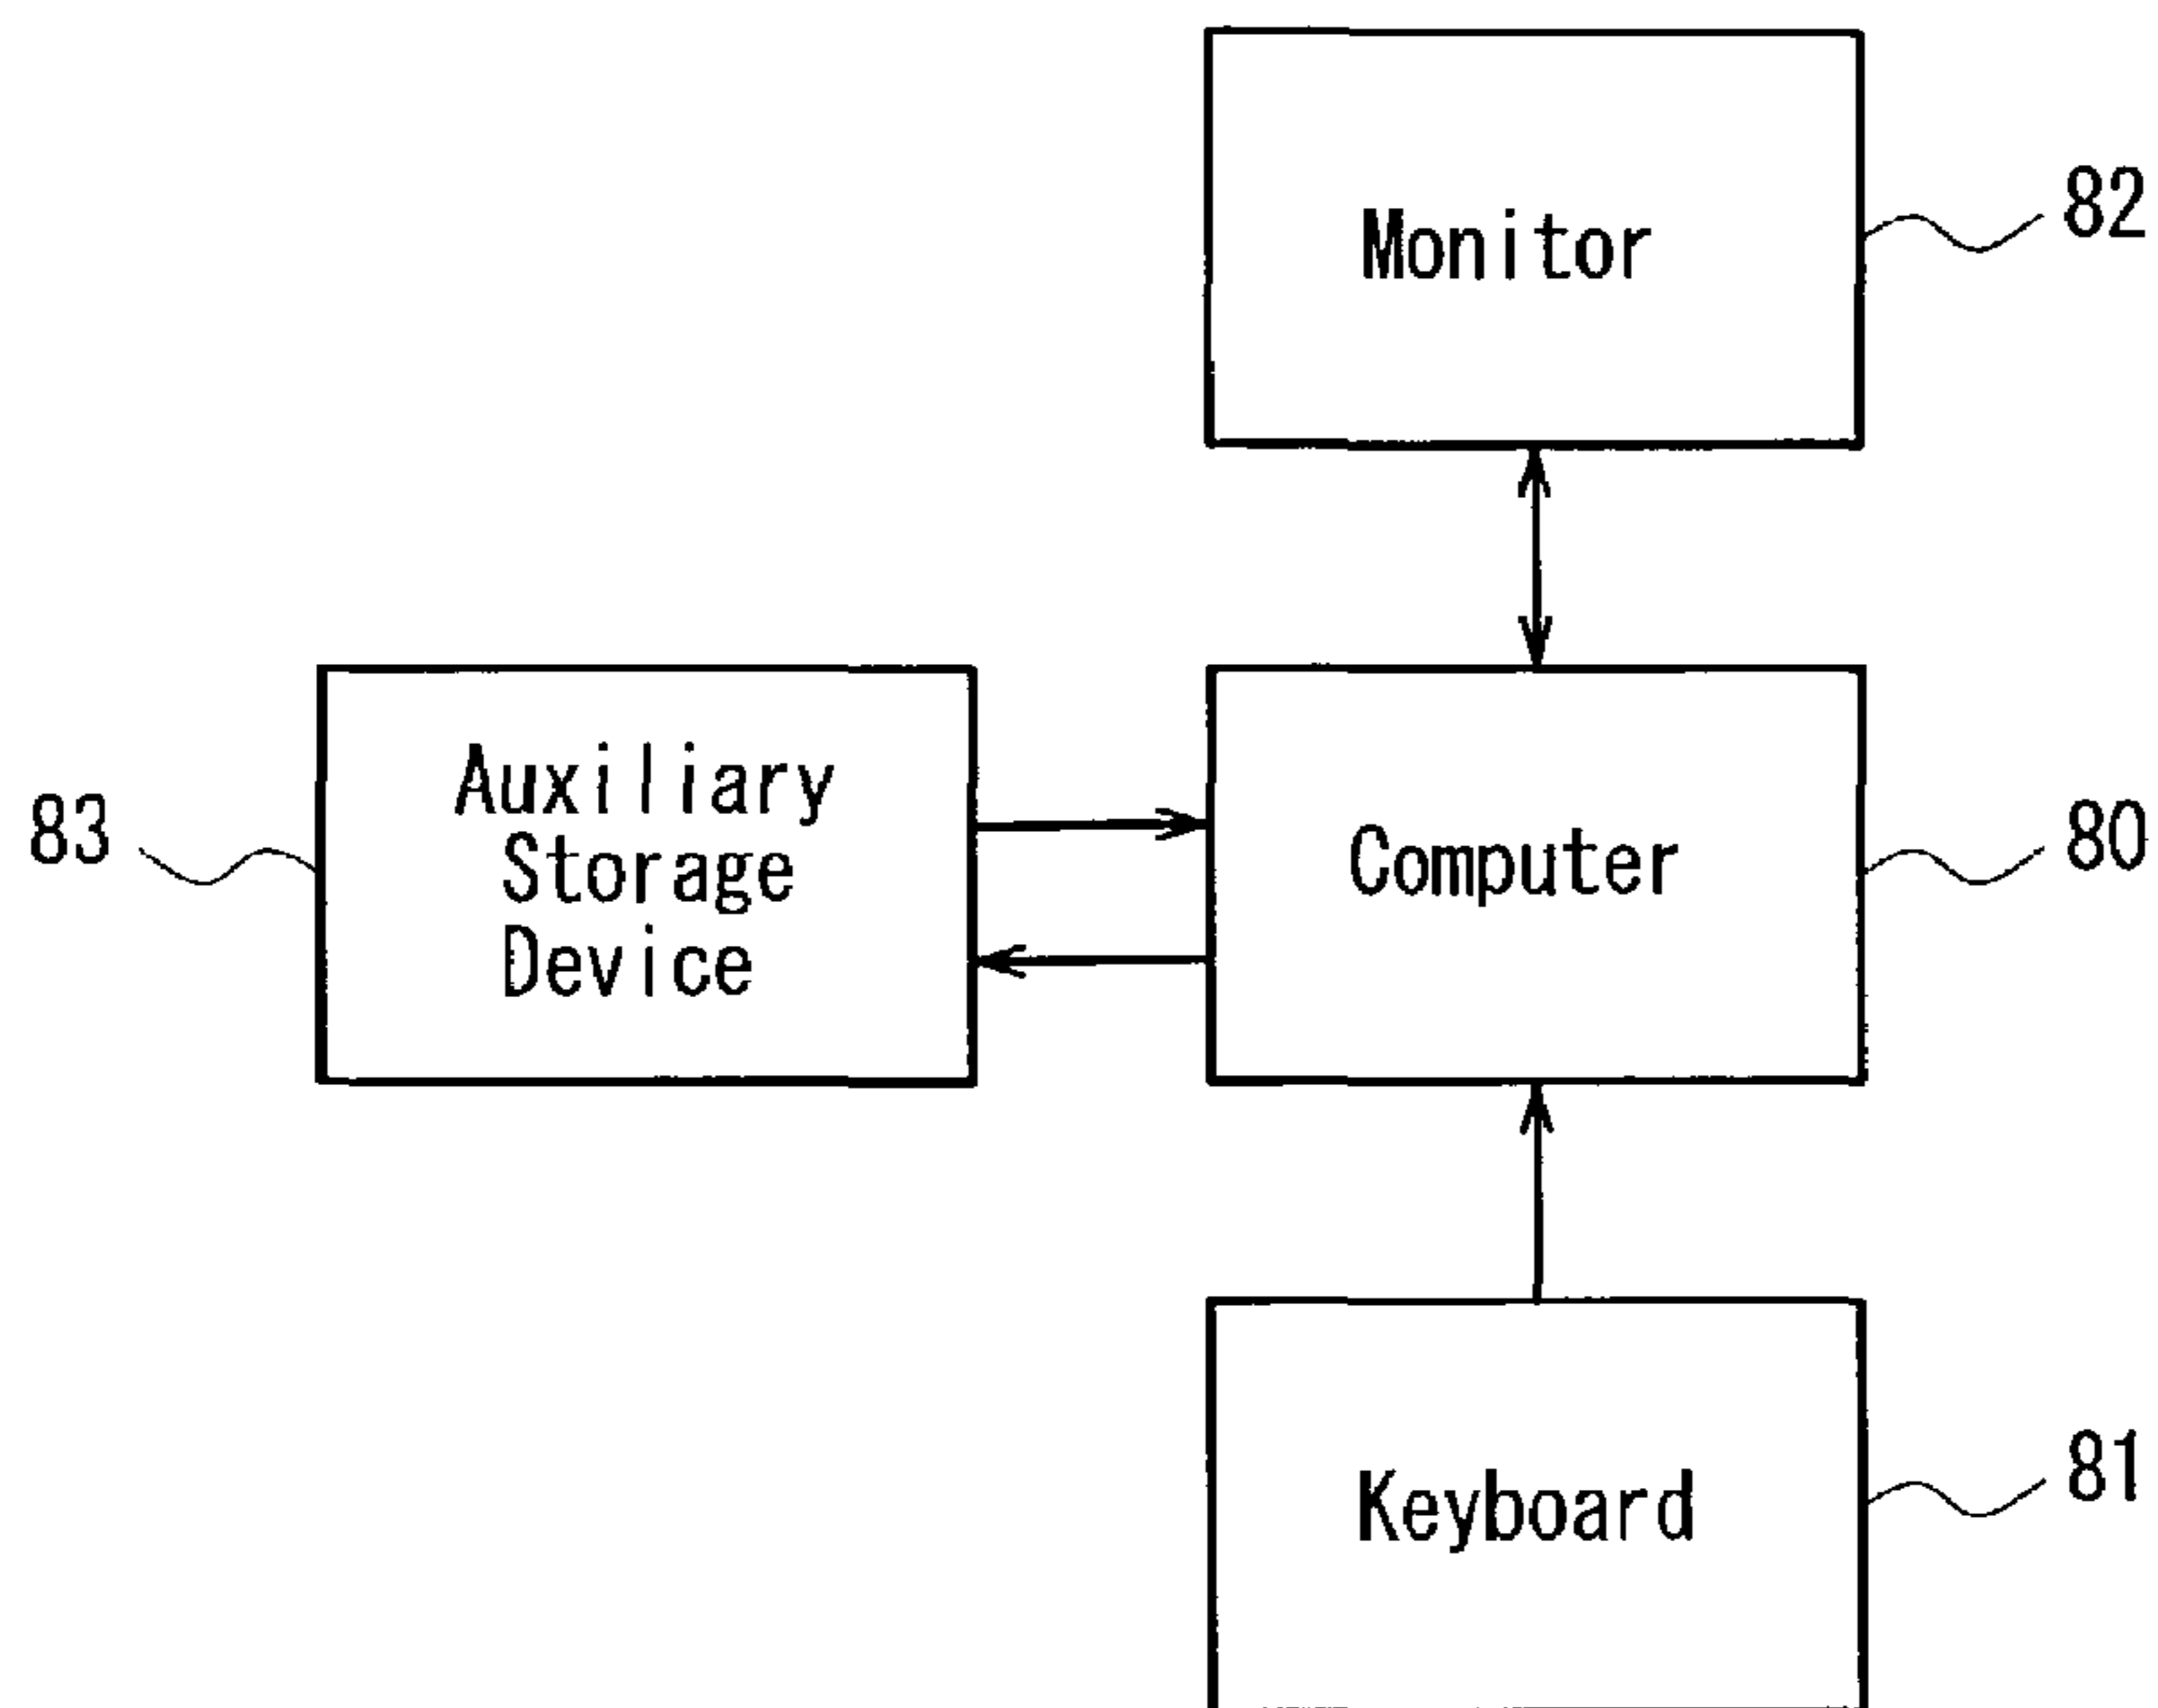 Monitor
82
Auxiliary
Storage
Device
83
Computer
80
Keyboard
81